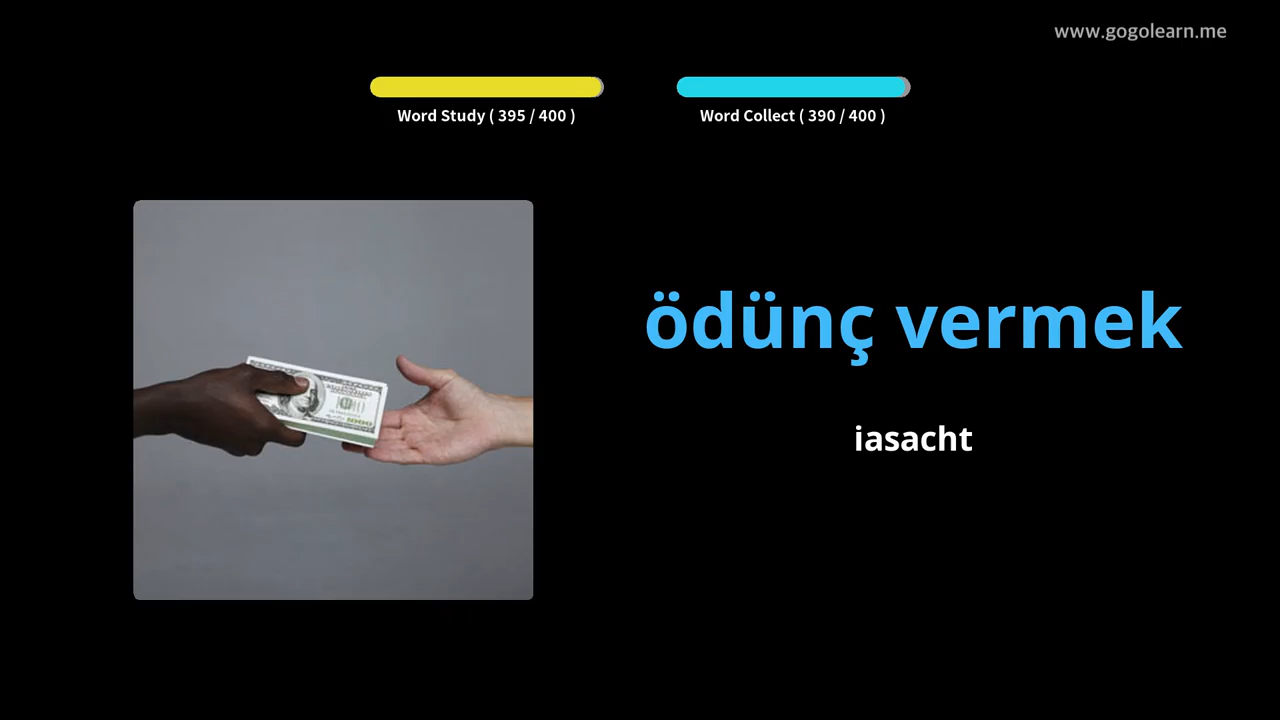 www.gogolearn.me
Word Study ( 395 / 400 )
Word Collect ( 390 / 400 )
ödünç vermek
iasacht